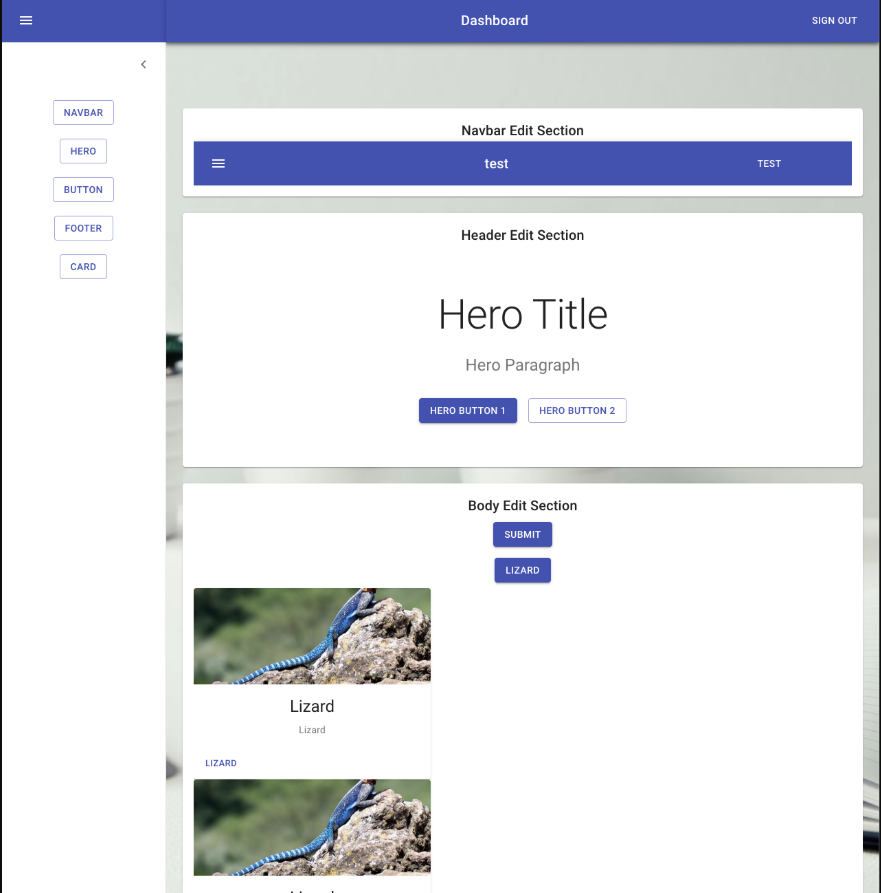 Dashboard
SIGN OUT
NAVBAR
HERO
BUTTON
FOOTER
CARD
Navbar Edit Section
test
TEST
Header Edit Section
Hero Title
Hero Paragraph
HERO BUTTON 1
HERO BUTTON 2
Body Edit Section
SUBMIT
LIZARD
Lizard
Lizard
LIZARD